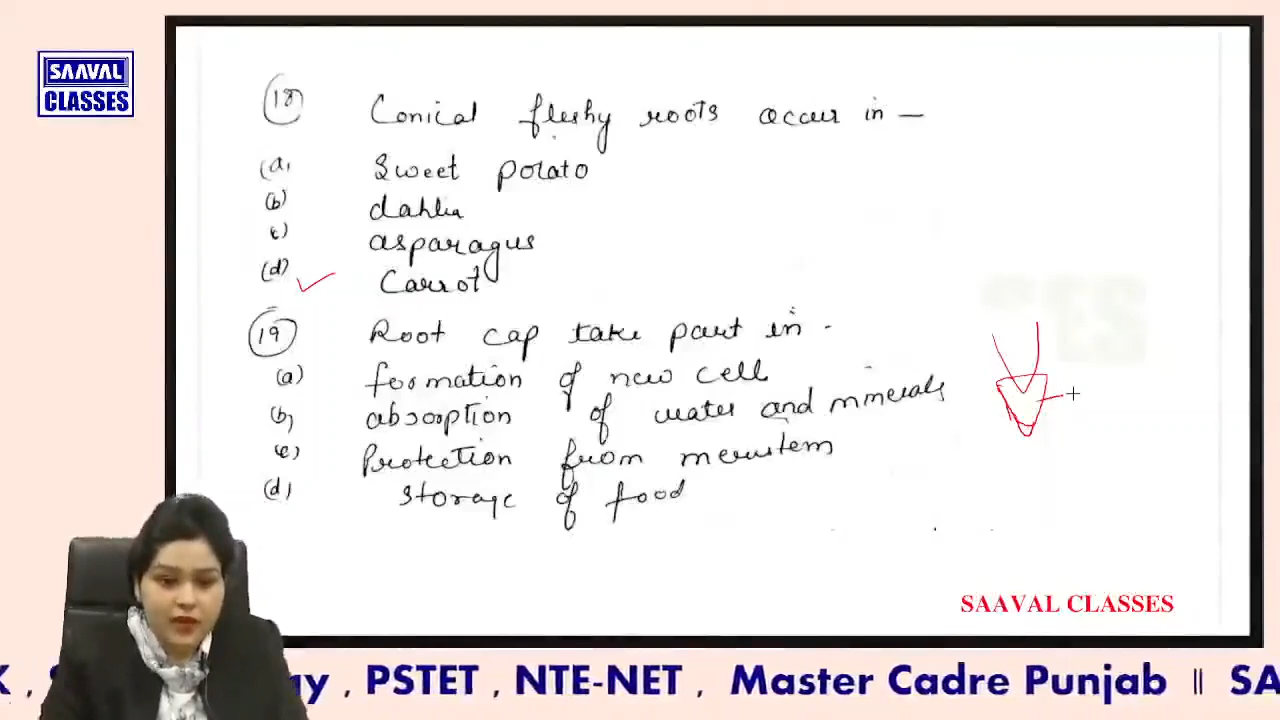 SAAVAL
CLASSES
(18) Conical fleshy roots occur in —
(a) Sweet potato
(b) dahlia
(c) asparagus
(d) Carrot
(19) Root cap take part in -
(a) formation of new cell
(b) absorption of water and minerals
(c) Protection from meristem
(d) storage of food
SAAVAL CLASSES
K , S ay , PSTET , NTE-NET , Master Cadre Punjab || SA